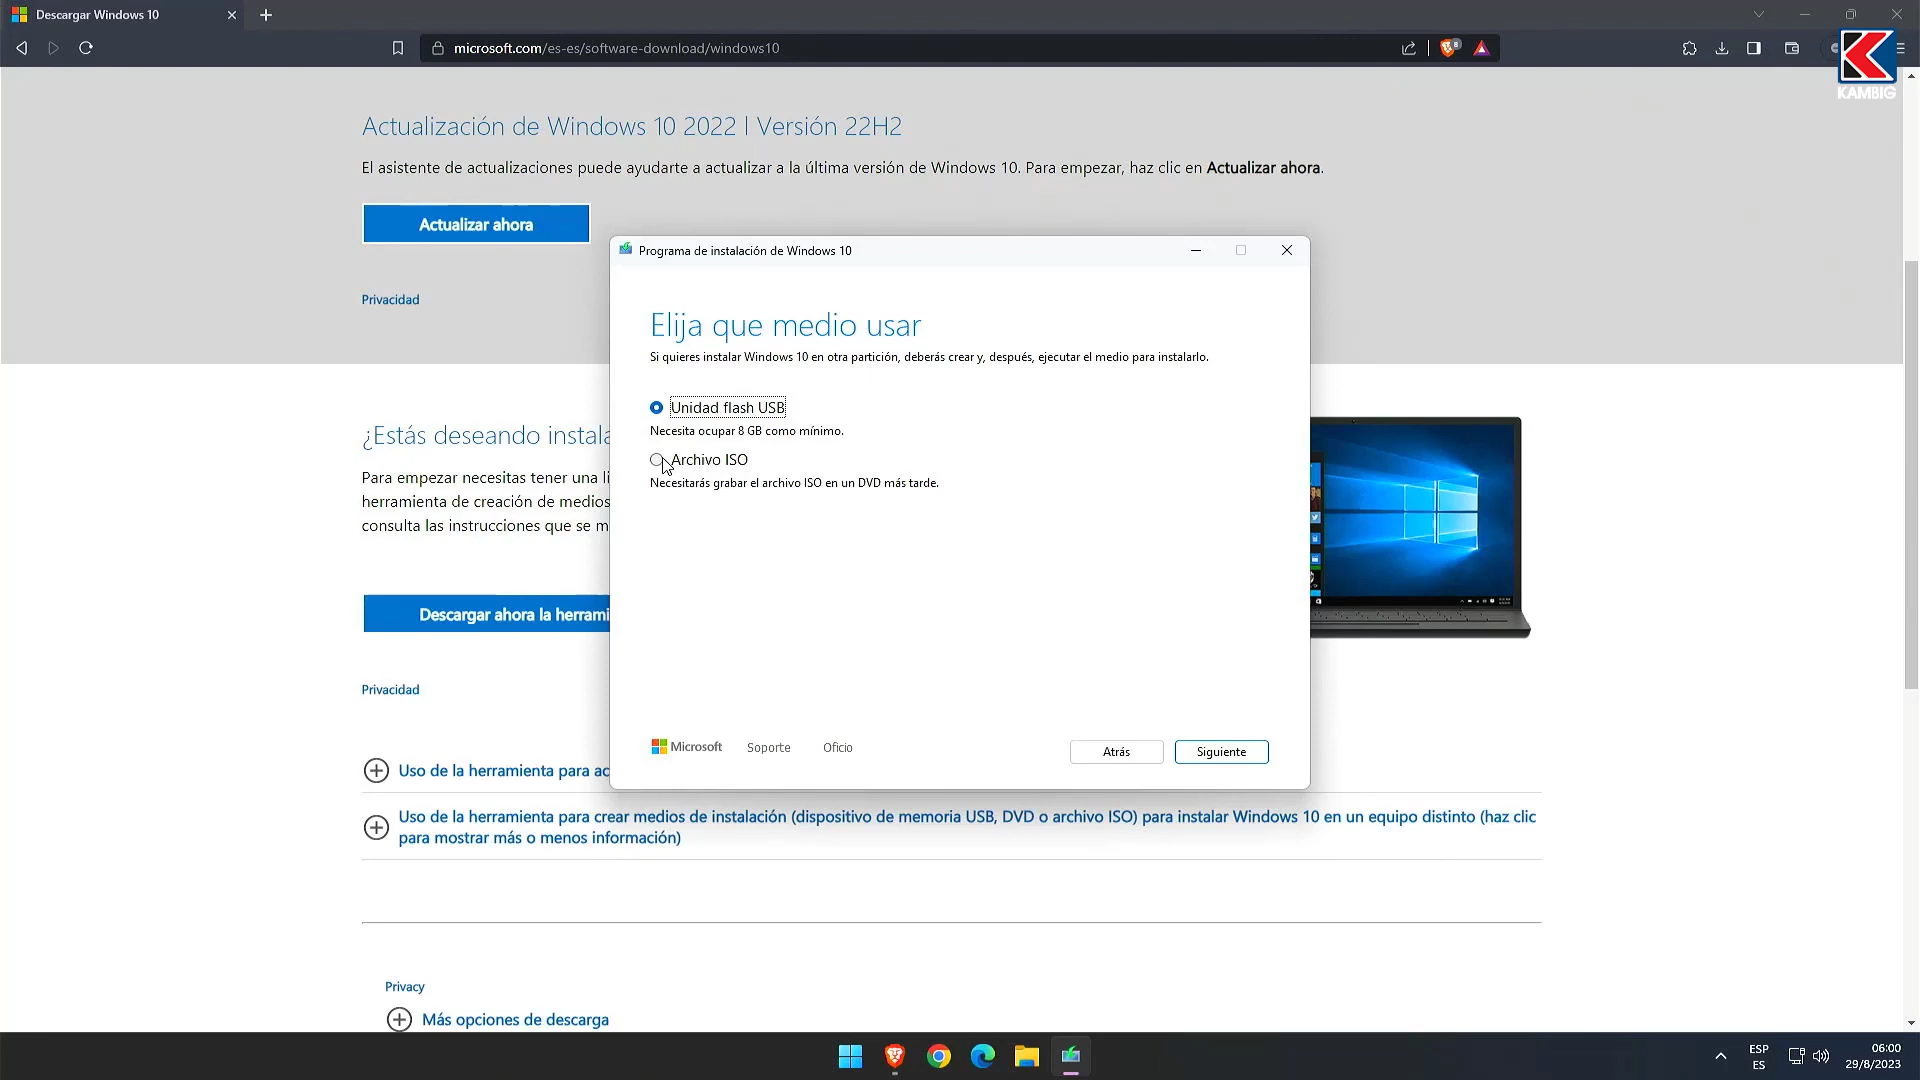 Descargar Windows 10
microsoft.com/es-es/software-download/windows10
KAMBIG
Actualización de Windows 10 2022 | Versión 22H2
El asistente de actualizaciones puede ayudarte a actualizar a la última versión de Windows 10. Para empezar, haz clic en Actualizar ahora.
Actualizar ahora
Privacidad
Programa de instalación de Windows 10
Elija que medio usar
Si quieres instalar Windows 10 en otra partición, deberás crear y, después, ejecutar el medio para instalarlo.
Unidad flash USB
Necesita ocupar 8 GB como mínimo.
Archivo ISO
Necesitarás grabar el archivo ISO en un DVD más tarde.
Microsoft
Soporte
Oficio
Atrás
Siguiente
¿Estás deseando instala
Para empezar necesitas tener una li
herramienta de creación de medios
consulta las instrucciones que se m
Descargar ahora la herrami
Privacidad
Uso de la herramienta para ac
Uso de la herramienta para crear medios de instalación (dispositivo de memoria USB, DVD o archivo ISO) para instalar Windows 10 en un equipo distinto (haz clic
para mostrar más o menos información)
Privacy
Más opciones de descarga
ESP
ES
06:00
29/8/2023